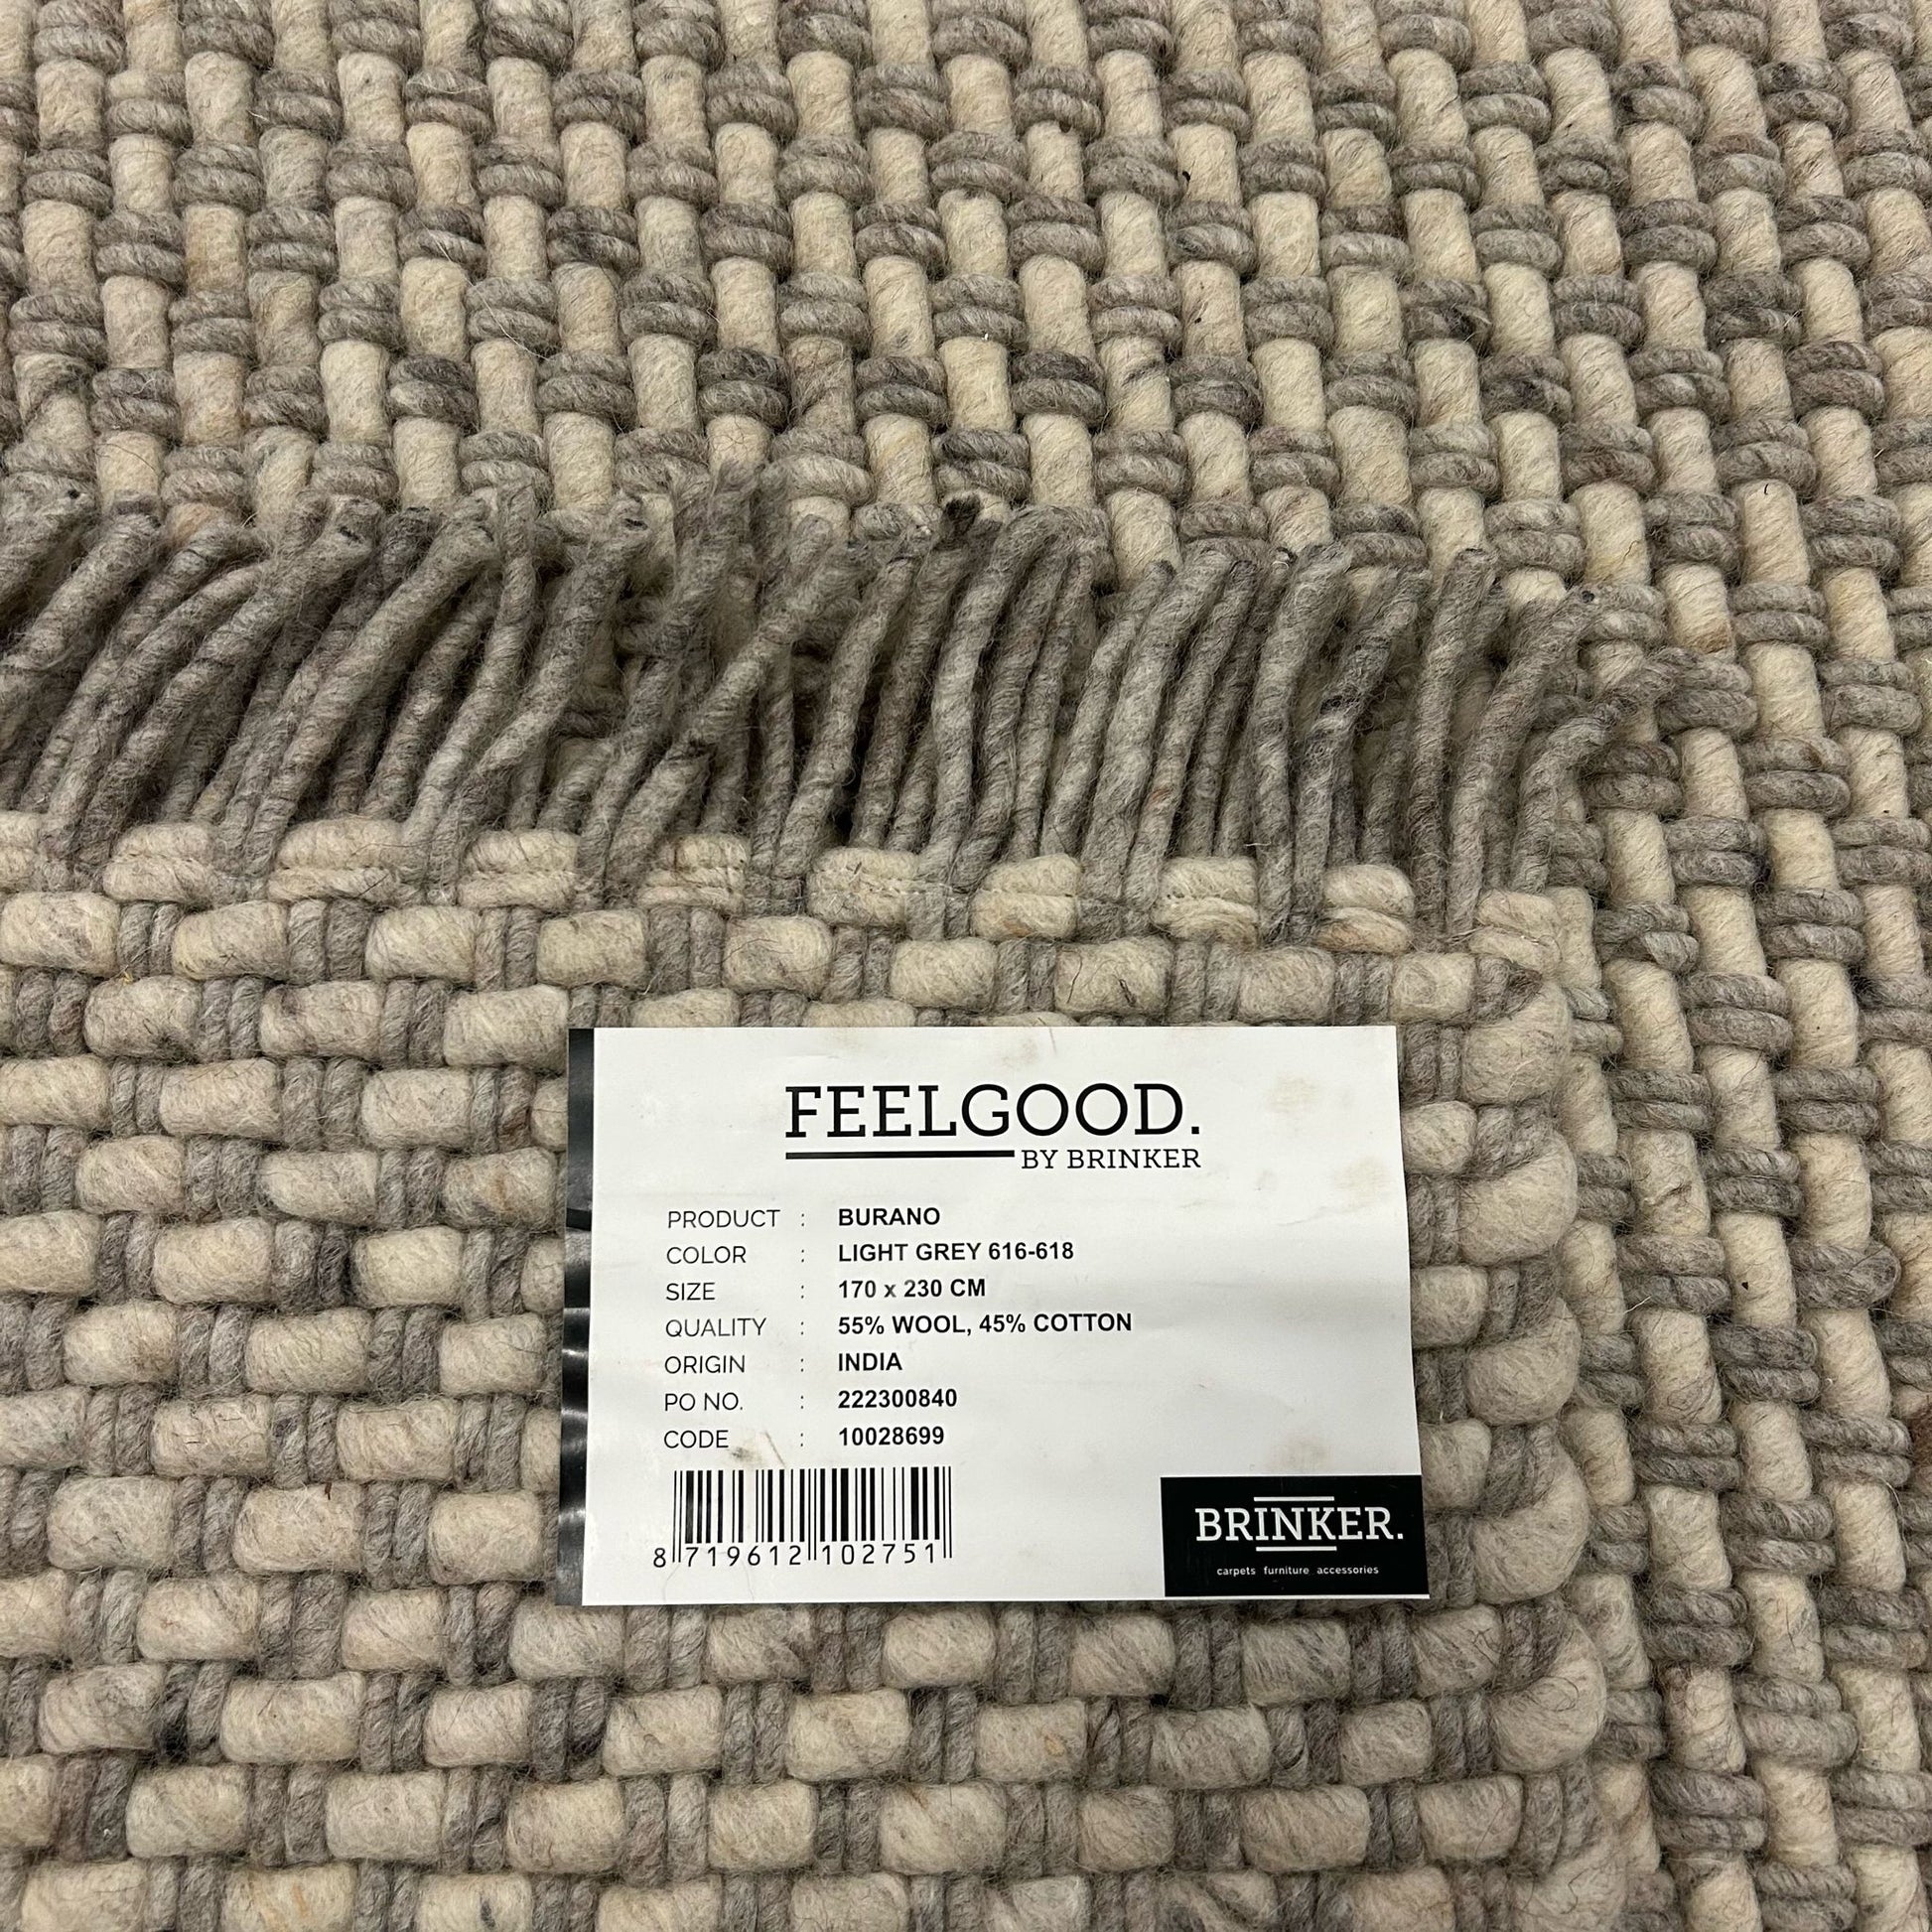 FEELGOOD.
BY BRINKER
PRODUCT : BURANO
COLOR : LIGHT GREY 616-618
SIZE : 170 x 230 CM
QUALITY : 55% WOOL, 45% COTTON
ORIGIN : INDIA
PO NO. : 222300840
CODE : 10028699
8 719612 102751
BRINKER.
carpets furniture accessories